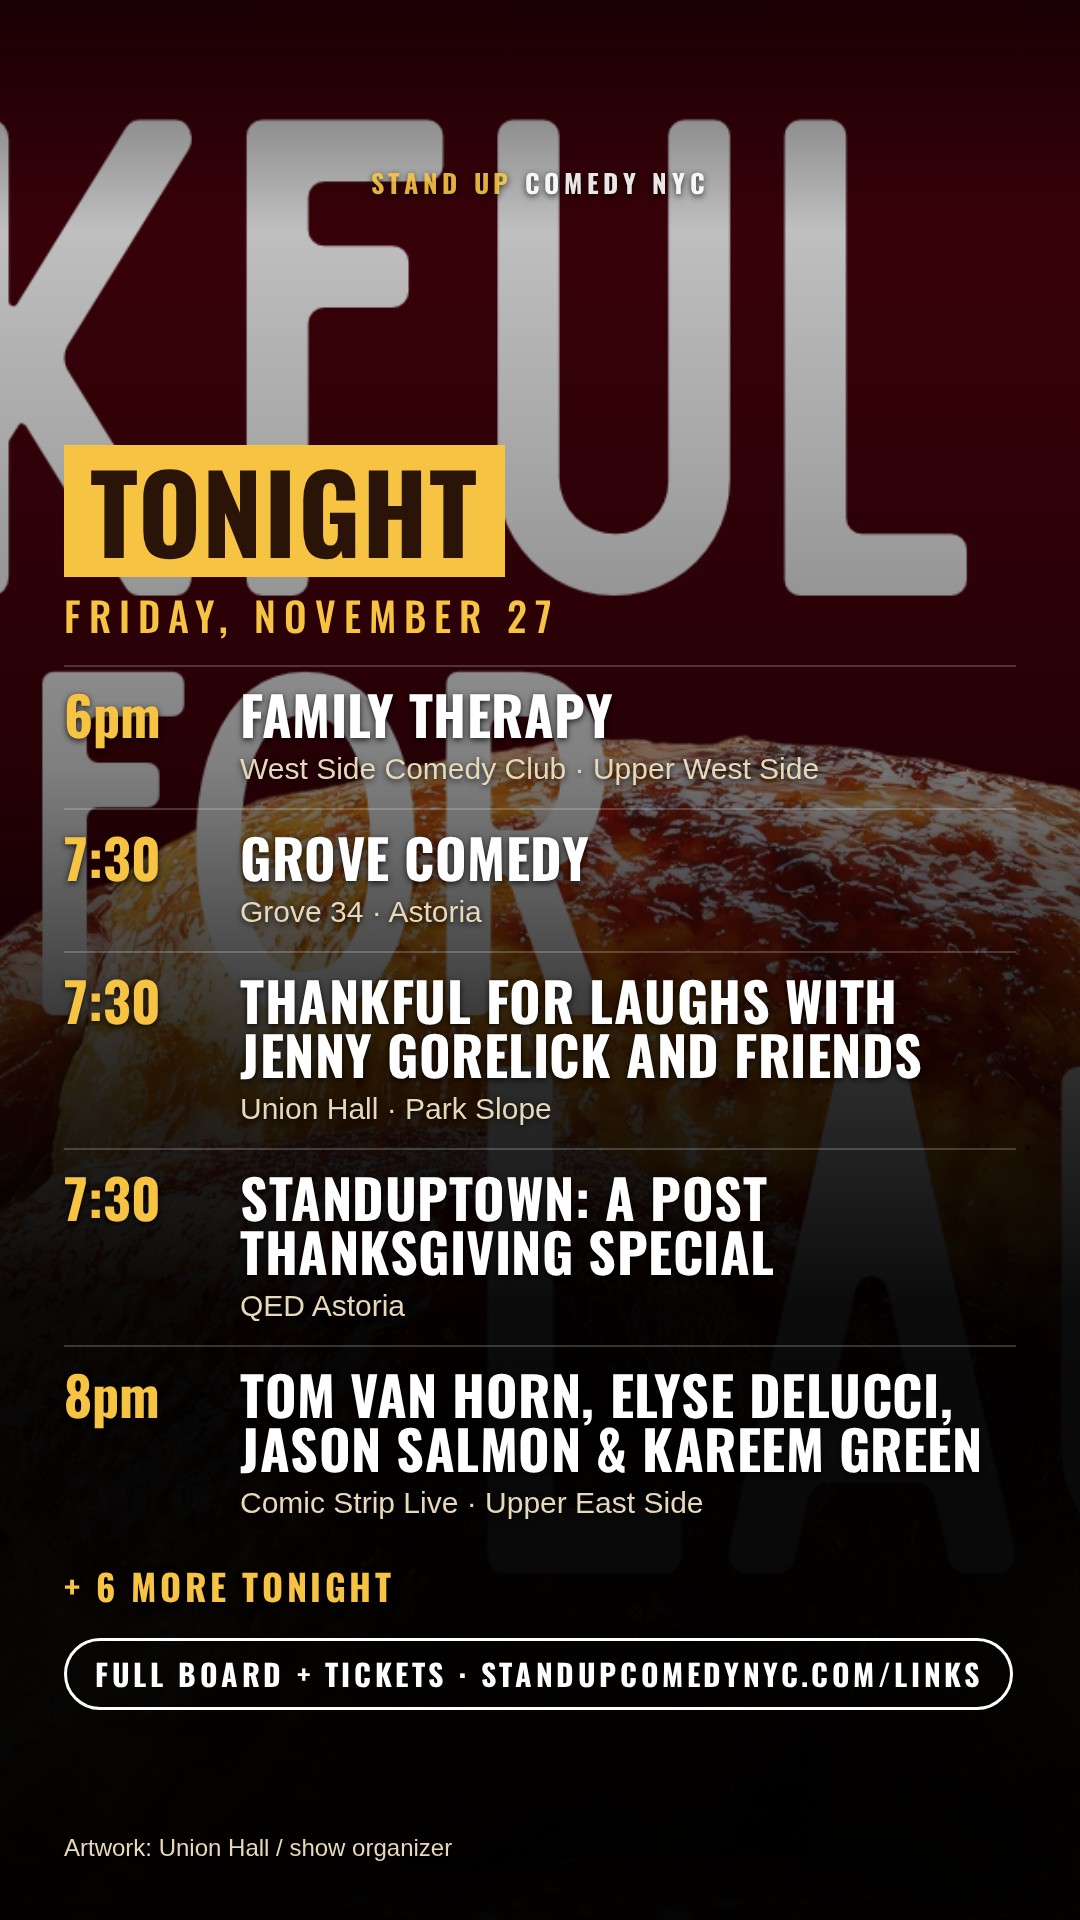 KFUL
STAND UP COMEDY NYC
TONIGHT
FRIDAY, NOVEMBER 27
FOR
6pm
FAMILY THERAPY
West Side Comedy Club · Upper West Side
7:30
GROVE COMEDY
Grove 34 · Astoria
7:30
THANKFUL FOR LAUGHS WITH
JENNY GORELICK AND FRIENDS
Union Hall · Park Slope
LA
7:30
STANDUPTOWN: A POST
THANKSGIVING SPECIAL
QED Astoria
8pm
TOM VAN HORN, ELYSE DELUCCI,
JASON SALMON & KAREEM GREEN
Comic Strip Live · Upper East Side
+ 6 MORE TONIGHT
FULL BOARD + TICKETS · STANDUPCOMEDYNYC.COM/LINKS
Artwork: Union Hall / show organizer